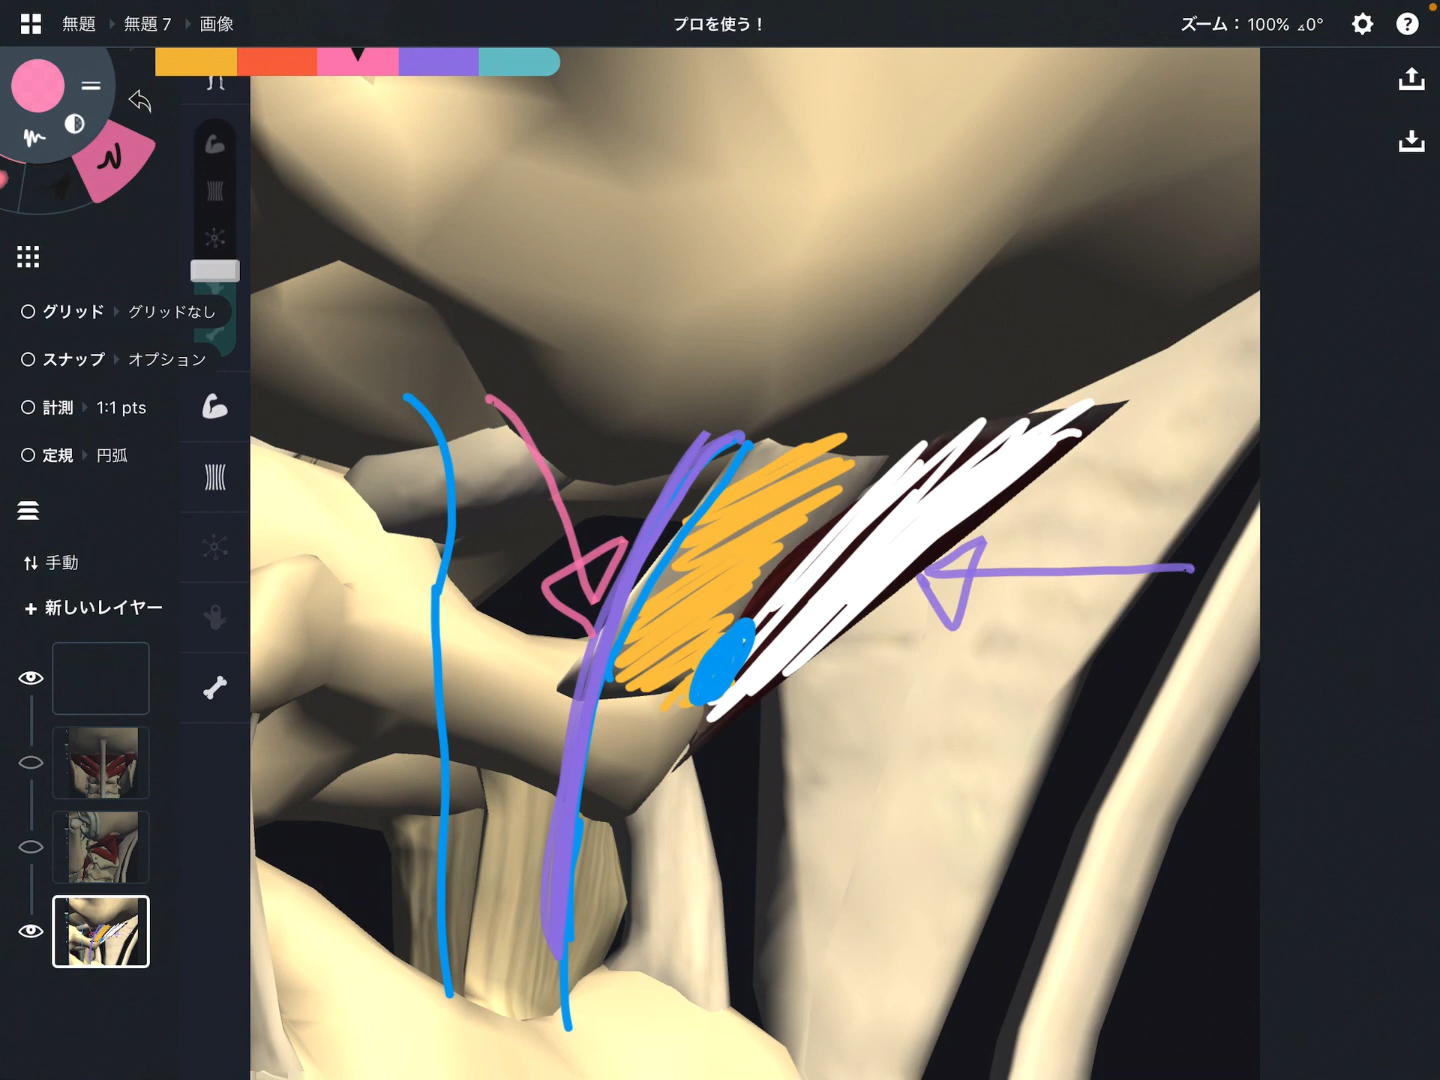 無題 無題 7 画像
プロを使う!
ズーム: 100% ⊿0°
グリッド グリッドなし
スナップ オプション
計測 1:1 pts
定規 円弧
手動
+ 新しいレイヤー